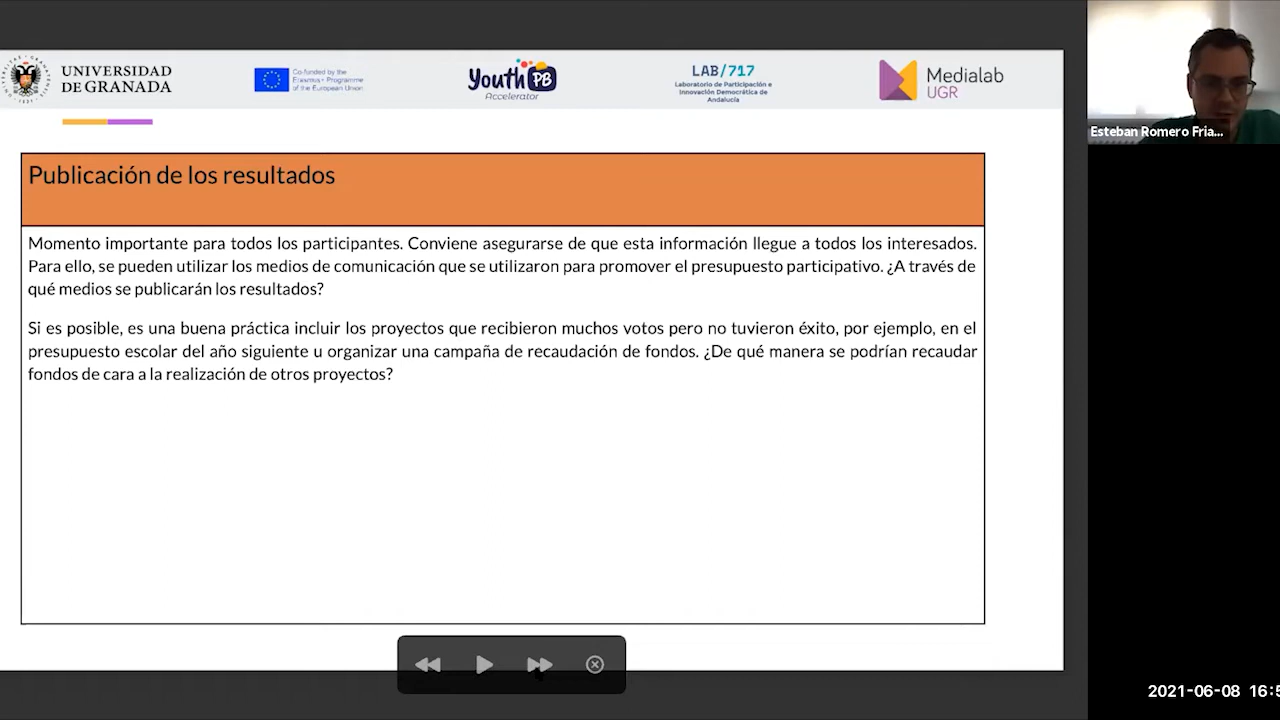 UNIVERSIDAD
DE GRANADA
Co-funded by the
Erasmus+ Programme
of the European Union
Youth PB
Accelerator
LAB/717
Laboratorio de Participación e
Innovación Democrática de
Andalucía
Medialab
UGR
Esteban Romero Fria...
Publicación de los resultados
Momento importante para todos los participantes. Conviene asegurarse de que esta información llegue a todos los interesados.
Para ello, se pueden utilizar los medios de comunicación que se utilizaron para promover el presupuesto participativo. ¿A través de
qué medios se publicarán los resultados?
Si es posible, es una buena práctica incluir los proyectos que recibieron muchos votos pero no tuvieron éxito, por ejemplo, en el
presupuesto escolar del año siguiente u organizar una campaña de recaudación de fondos. ¿De qué manera se podrían recaudar
fondos de cara a la realización de otros proyectos?
2021-06-08 16:5